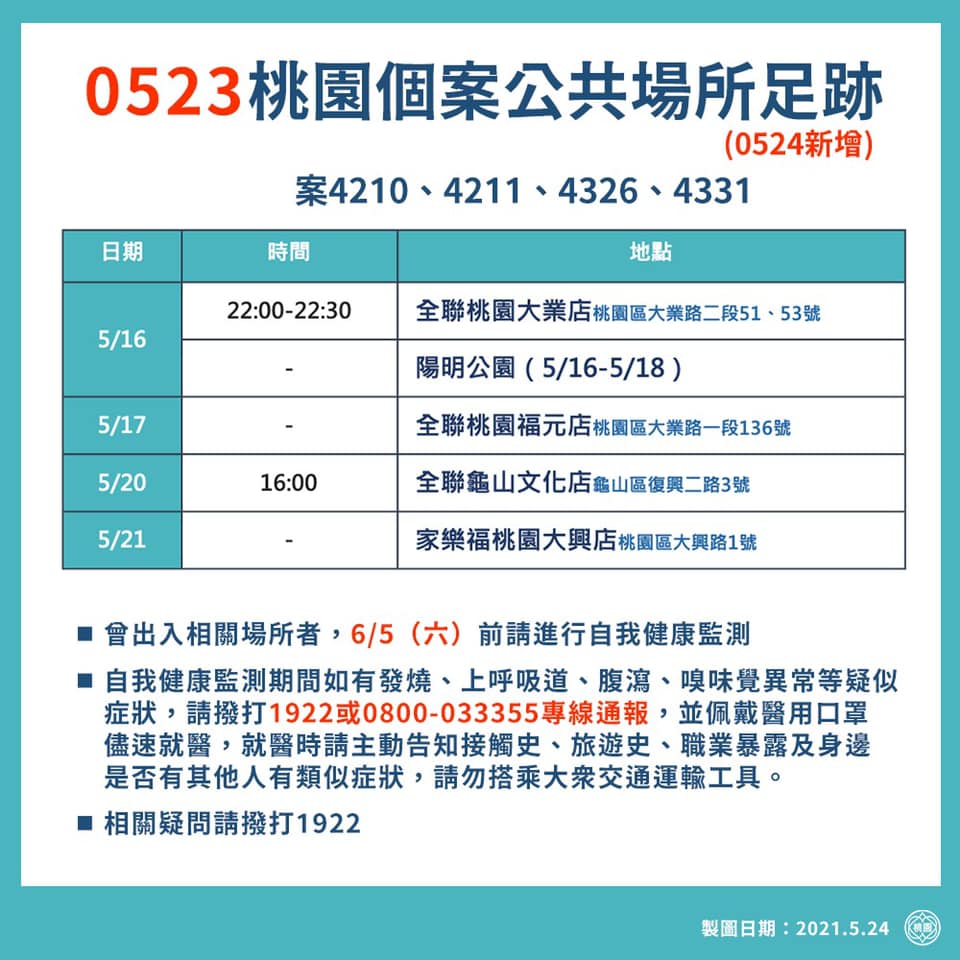 0523桃園個案公共場所足跡
(0524新增)
案4210、4211、4326、4331
日期 時間 地點
5/16 22:00-22:30 全聯桃園大業店桃園區大業路二段51、53號
- 陽明公園(5/16-5/18)
5/17 - 全聯桃園福元店桃園區大業路一段136號
5/20 16:00 全聯龜山文化店龜山區復興二路3號
5/21 - 家樂福桃園大興店桃園區大興路1號
■ 曾出入相關場所者，6/5（六）前請進行自我健康監測
■ 自我健康監測期間如有發燒、上呼吸道、腹瀉、嗅味覺異常等疑似
症狀，請撥打1922或0800-033355專線通報，並佩戴醫用口罩
儘速就醫，就醫時請主動告知接觸史、旅遊史、職業暴露及身邊
是否有其他人有類似症狀，請勿搭乘大眾交通運輸工具。
■ 相關疑問請撥打1922
製圖日期：2021.5.24
桃園